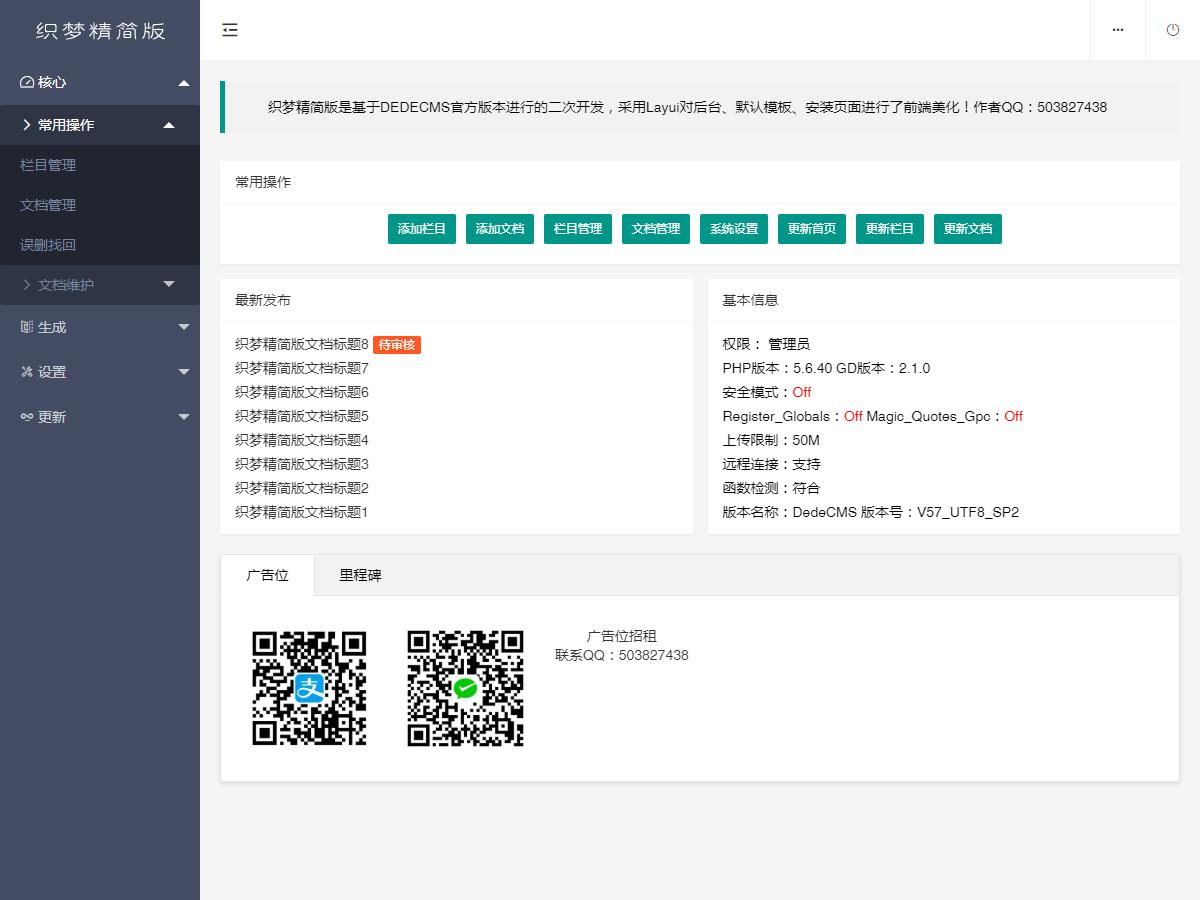 织梦精简版
核心
常用操作
栏目管理
文档管理
误删找回
文档维护
生成
设置
更新
织梦精简版是基于DEDECMS官方版本进行的二次开发，采用Layui对后台、默认模板、安装页面进行了前端美化！作者QQ：503827438
常用操作
添加栏目 添加文档 栏目管理 文档管理 系统设置 更新首页 更新栏目 更新文档
最新发布
织梦精简版文档标题8 待审核
织梦精简版文档标题7
织梦精简版文档标题6
织梦精简版文档标题5
织梦精简版文档标题4
织梦精简版文档标题3
织梦精简版文档标题2
织梦精简版文档标题1
基本信息
权限： 管理员
PHP版本：5.6.40 GD版本：2.1.0
安全模式：Off
Register_Globals：Off Magic_Quotes_Gpc：Off
上传限制：50M
远程连接：支持
函数检测：符合
版本名称：DedeCMS 版本号：V57_UTF8_SP2
广告位 里程碑
支
广告位招租
联系QQ：503827438